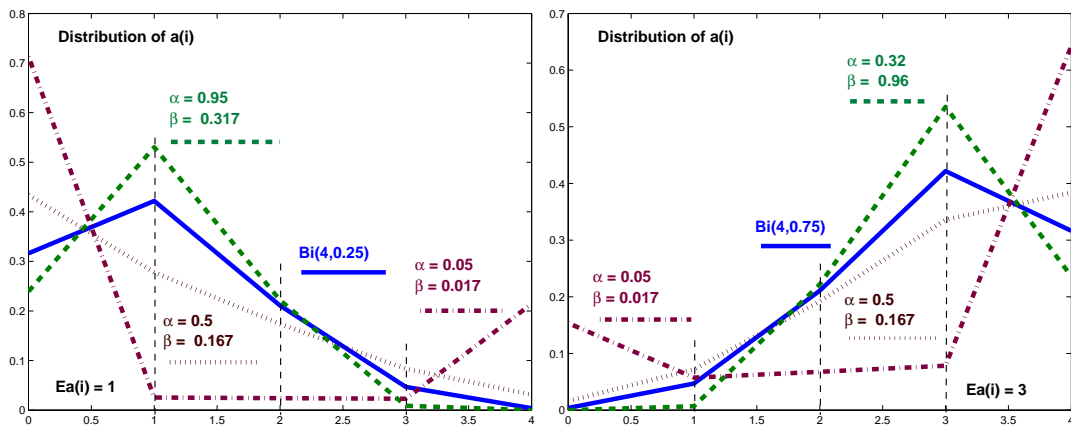 Distribution of a(i)
α = 0.95
β = 0.317
Bi(4,0.25)
α = 0.05
β = 0.017
α = 0.5
β = 0.167
Ea(i) = 1
0.8
0.7
0.6
0.5
0.4
0.3
0.2
0.1
0
0 0.5 1 1.5 2 2.5 3 3.5 4
Distribution of a(i)
α = 0.32
β = 0.96
Bi(4,0.75)
α = 0.05
β = 0.017
α = 0.5
β = 0.167
Ea(i) = 3
0.7
0.6
0.5
0.4
0.3
0.2
0.1
0
0 0.5 1 1.5 2 2.5 3 3.5 4